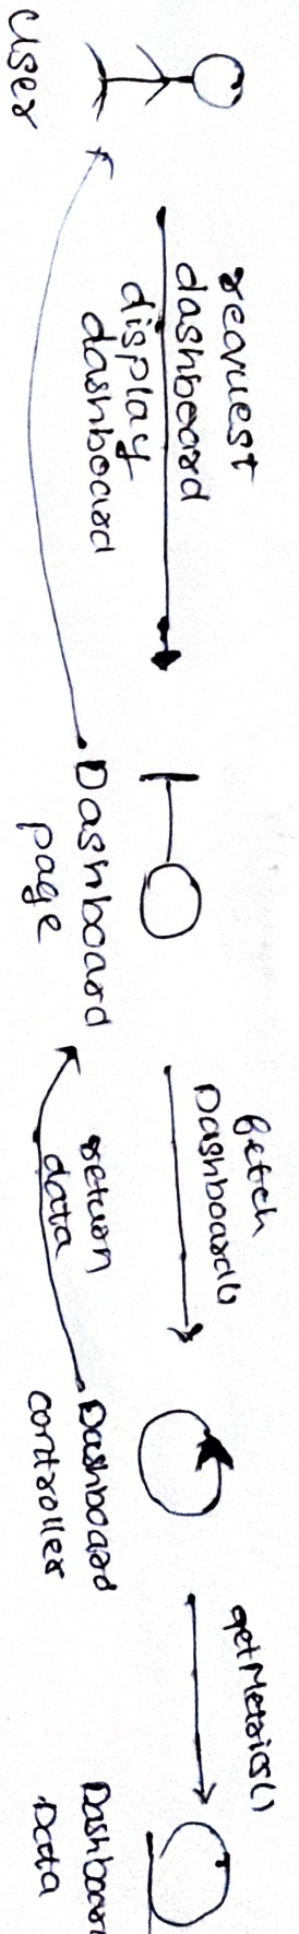 User
request
dashboard
display
dashboard
Dashboard
page
fetch
Dashboard()
return
data
Dashboard
controller
getMetrics()
Dashboard
Data